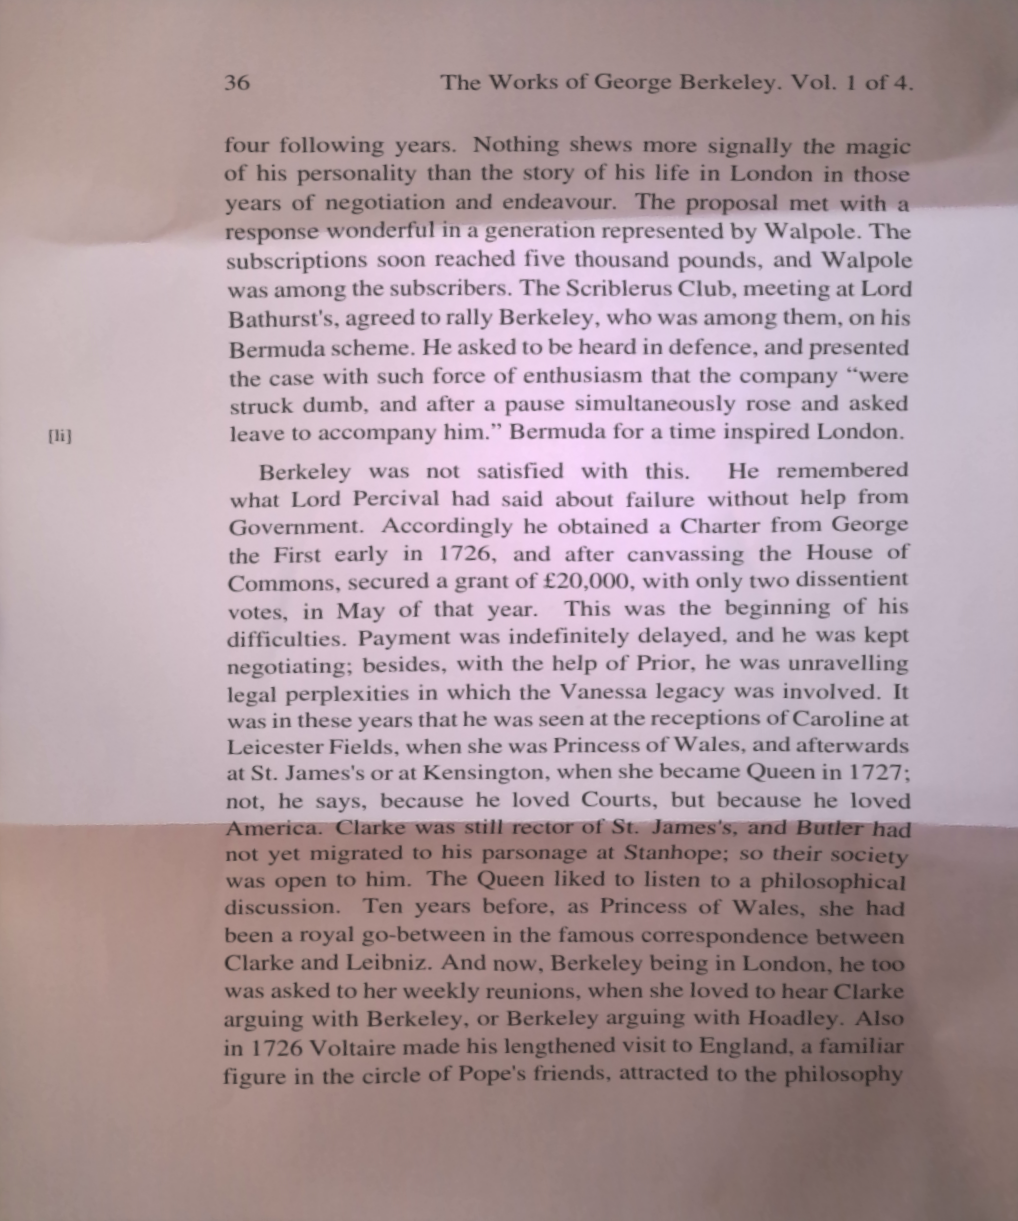 36 The Works of George Berkeley. Vol. 1 of 4.
four following years. Nothing shews more signally the magic
of his personality than the story of his life in London in those
years of negotiation and endeavour. The proposal met with a
response wonderful in a generation represented by Walpole. The
subscriptions soon reached five thousand pounds, and Walpole
was among the subscribers. The Scriblerus Club, meeting at Lord
Bathurst's, agreed to rally Berkeley, who was among them, on his
Bermuda scheme. He asked to be heard in defence, and presented
the case with such force of enthusiasm that the company “were
struck dumb, and after a pause simultaneously rose and asked
[li] leave to accompany him.” Bermuda for a time inspired London.
Berkeley was not satisfied with this. He remembered
what Lord Percival had said about failure without help from
Government. Accordingly he obtained a Charter from George
the First early in 1726, and after canvassing the House of
Commons, secured a grant of £20,000, with only two dissentient
votes, in May of that year. This was the beginning of his
difficulties. Payment was indefinitely delayed, and he was kept
negotiating; besides, with the help of Prior, he was unravelling
legal perplexities in which the Vanessa legacy was involved. It
was in these years that he was seen at the receptions of Caroline at
Leicester Fields, when she was Princess of Wales, and afterwards
at St. James's or at Kensington, when she became Queen in 1727;
not, he says, because he loved Courts, but because he loved
America. Clarke was still rector of St. James's, and Butler had
not yet migrated to his parsonage at Stanhope; so their society
was open to him. The Queen liked to listen to a philosophical
discussion. Ten years before, as Princess of Wales, she had
been a royal go-between in the famous correspondence between
Clarke and Leibniz. And now, Berkeley being in London, he too
was asked to her weekly reunions, when she loved to hear Clarke
arguing with Berkeley, or Berkeley arguing with Hoadley. Also
in 1726 Voltaire made his lengthened visit to England, a familiar
figure in the circle of Pope's friends, attracted to the philosophy